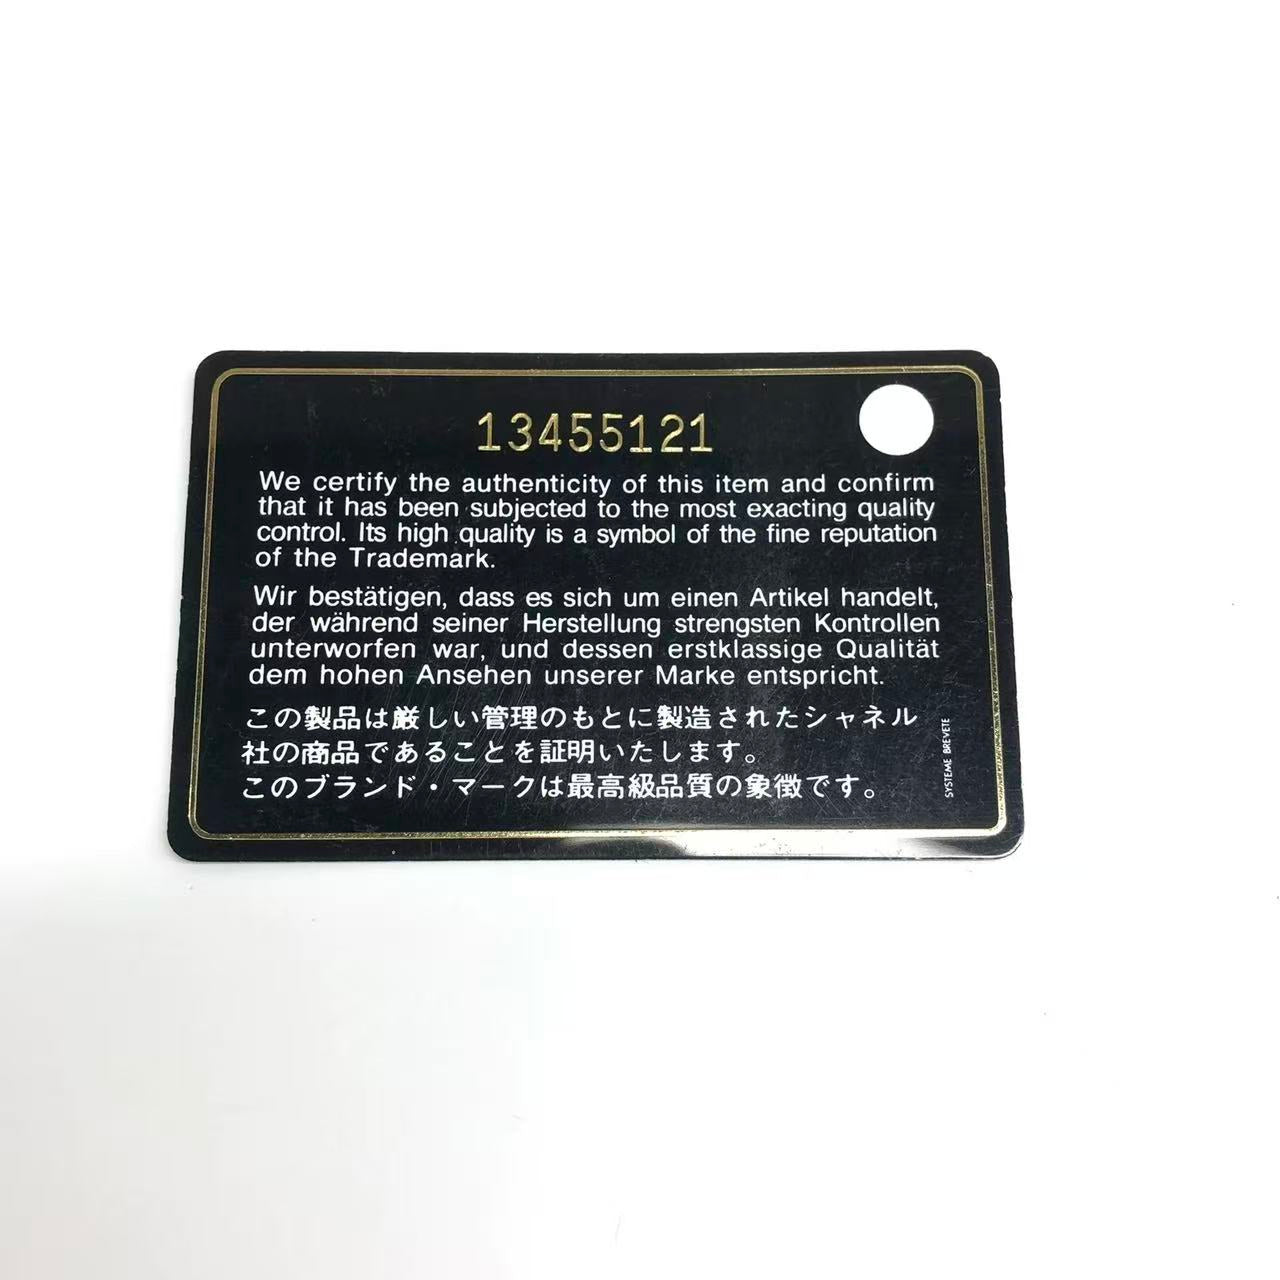 13455121
We certify the authenticity of this item and confirm
that it has been subjected to the most exacting quality
control. Its high quality is a symbol of the fine reputation
of the Trademark.
Wir bestätigen, dass es sich um einen Artikel handelt,
der während seiner Herstellung strengsten Kontrollen
unterworfen war, und dessen erstklassige Qualität
dem hohen Ansehen unserer Marke entspricht.
この製品は厳しい管理のもとに製造されたシャネル
社の商品であることを証明いたします。
このブランド・マークは最高級品質の象徴です。
SYSTEME BREVETE